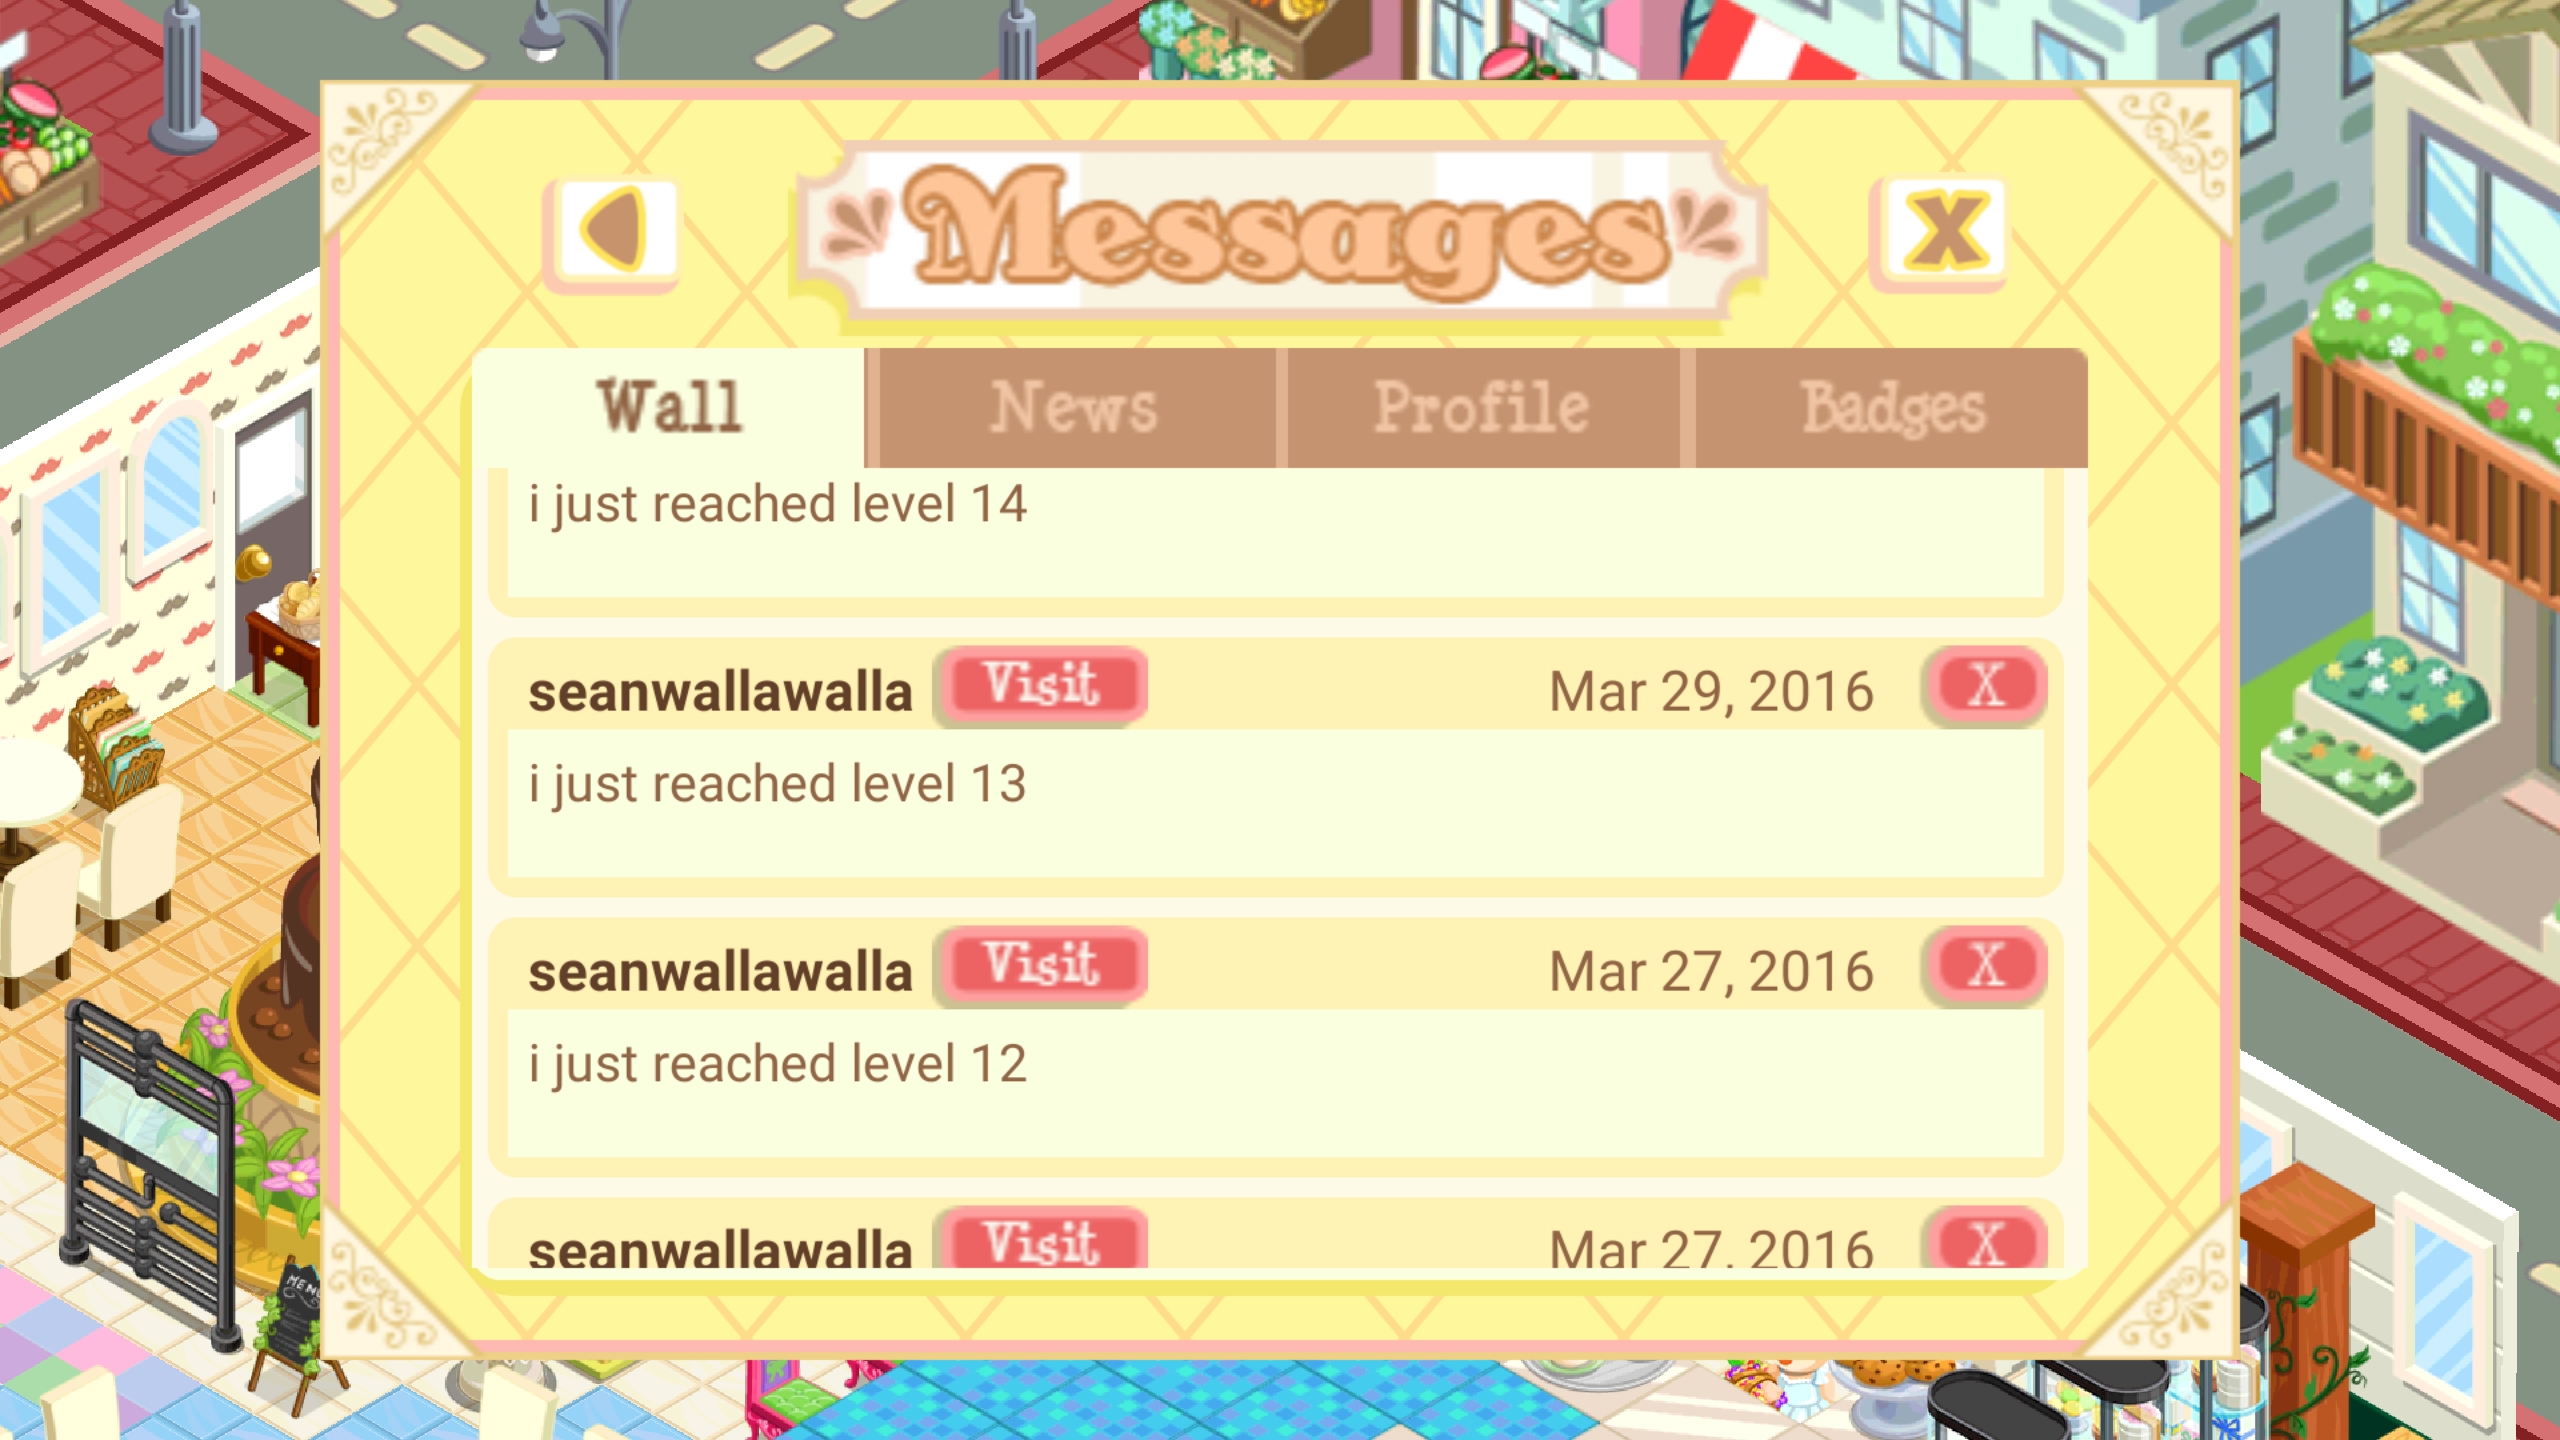 Messages
X
Wall
News
Profile
Badges
i just reached level 14
seanwallawalla
Visit
Mar 29, 2016
X
i just reached level 13
seanwallawalla
Visit
Mar 27, 2016
X
i just reached level 12
seanwallawalla
Visit
Mar 27, 2016
X